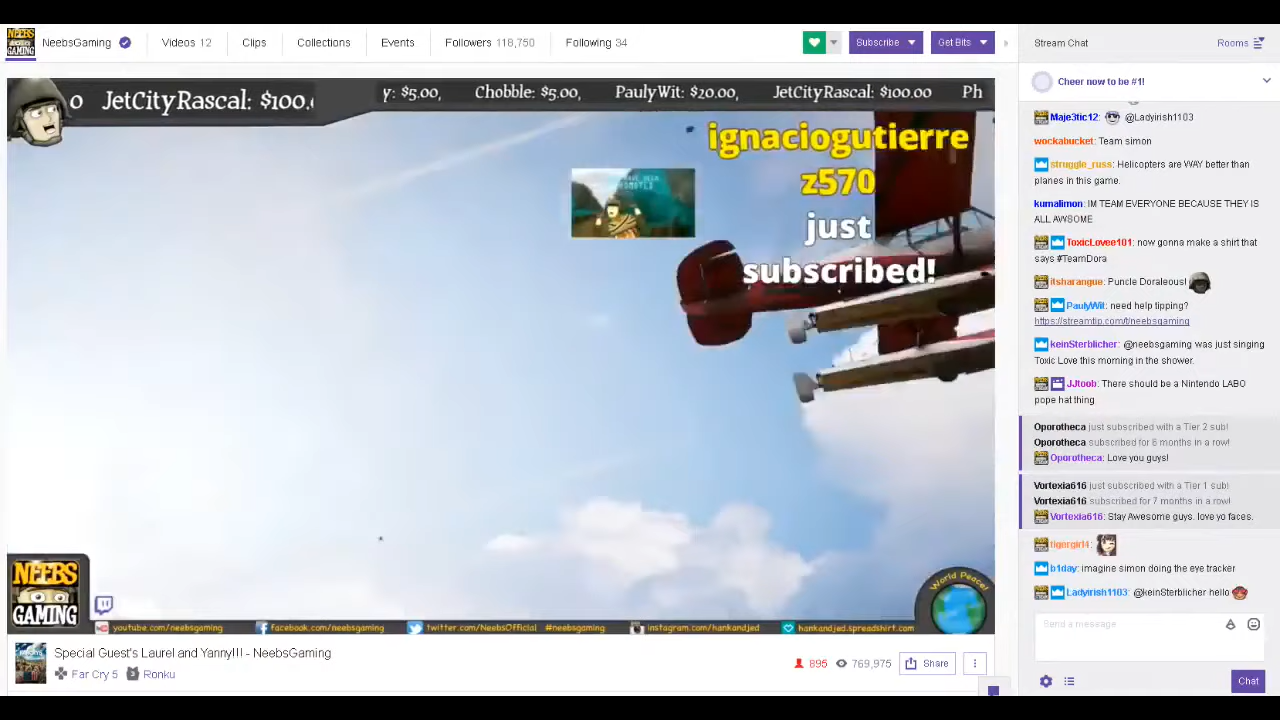 NEEBS
GAMING
NeebsGaming
Videos 12
Clips
Collections
Events
Followers 118,750
Following 34
Subscribe
Get Bits
Stream Chat
Rooms
0 JetCityRascal: $100.
y: $5.00, Chobble: $5.00, PaulyWit: $20.00, JetCityRascal: $100.00 Ph
ignaciogutierre
z570
just
subscribed!
NEEBS
GAMING
World Peace!
youtube.com/neebsgaming
facebook.com/neebsgaming
twitter.com/NeebsOfficial #neebsgaming
instagram.com/hankandjed
hankandjed.spreadshirt.com
Special Guest's Laurel and Yanny!!! - NeebsGaming
Far Cry 5
Ronku
895
769,975
Share
Cheer now to be #1!
Maje3tic12: @Ladyirish1103
wockabucket: Team simon
struggle_russ: Helicopters are WAY better than
planes in this game.
kumalimon: IM TEAM EVERYONE BECAUSE THEY IS
ALL AWSOME
ToxicLovee101: now gonna make a shirt that
says #TeamDora
itsharangue: Puncle Doraleous!
PaulyWit: need help tipping?
https://streamtip.com/t/neebsgaming
keinSterblicher: @neebsgaming was just singing
Toxic Love this morning in the shower.
JJtoob: There should be a Nintendo LABO
pope hat thing
Oporotheca just subscribed with a Tier 2 sub!
Oporotheca subscribed for 6 months in a row!
Oporotheca: Love you guys!
Vortexia616 just subscribed with a Tier 1 sub!
Vortexia616 subscribed for 7 months in a row!
Vortexia616: Stay Awesome guys. love yo faces.
tigergirl4:
b1day: imagine simon doing the eye tracker
Ladyirish1103: @keinSterblicher hello
Send a message
Chat